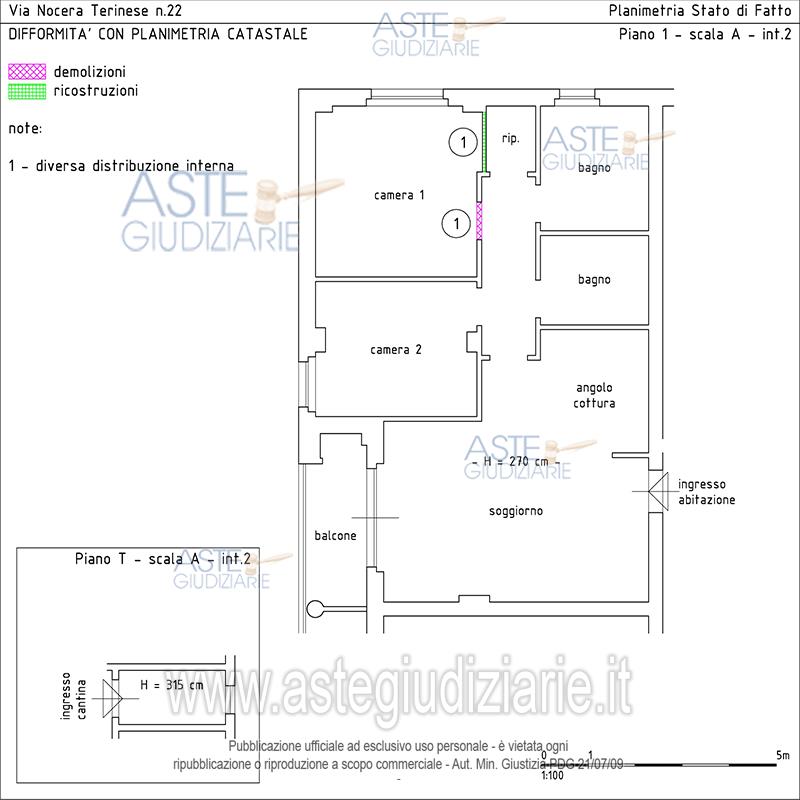 Via Nocera Terinese n.22
Planimetria Stato di Fatto
DIFFORMITA' CON PLANIMETRIA CATASTALE
Piano 1 - scala A - int.2
ASTE GIUDIZIARIE
demolizioni
ricostruzioni
note:
1 - diversa distribuzione interna
ASTE GIUDIZIARIE
1
rip.
ASTE GIUDIZIARIE
bagno
camera 1
1
bagno
camera 2
angolo
cottura
ASTE GIUDIZIARIE
- H = 270 cm -
ingresso
abitazione
soggiorno
balcone
Piano T - scala A - int.2
ASTE GIUDIZIARIE
ingresso
cantina
H = 315 cm
www.astegiudiziarie.it
Pubblicazione ufficiale ad esclusivo uso personale - è vietata ogni
ripubblicazione o riproduzione a scopo commerciale - Aut. Min. Giustizia PDG 21/07/09
-
0 1 5m
1:100